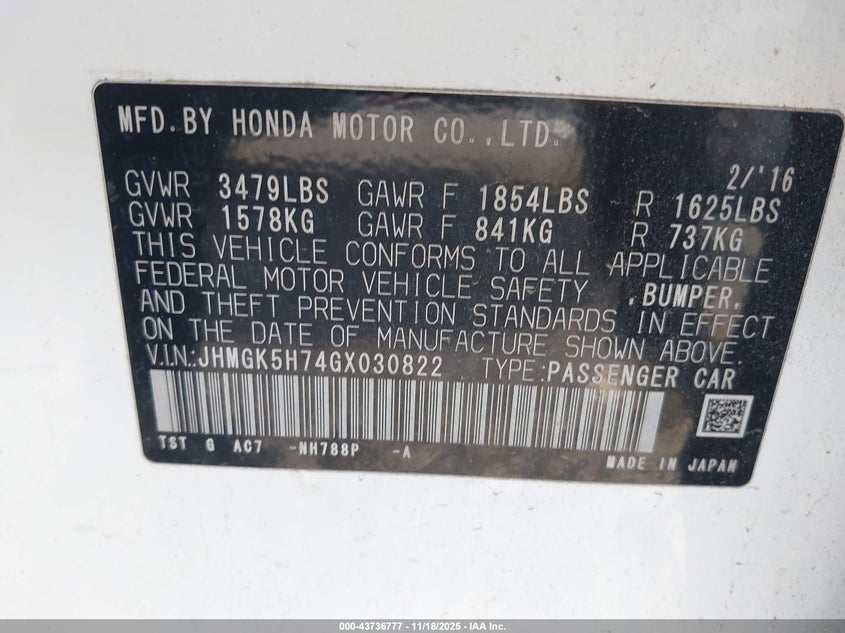 MFD.BY HONDA MOTOR CO.,LTD.
2/'16
GVWR 3479LBS GAWR F 1854LBS R 1625LBS
GVWR 1578KG GAWR F 841KG R 737KG
THIS VEHICLE CONFORMS TO ALL APPLICABLE
FEDERAL MOTOR VEHICLE SAFETY ,BUMPER,
AND THEFT PREVENTION STANDARDS IN EFFECT
ON THE DATE OF MANUFACTURE SHOWN ABOVE.
V.I.N.:JHMGK5H74GX030822 TYPE:PASSENGER CAR
TST G AC7 -NH788P -A
MADE IN JAPAN
000-43736777 - 11/18/2025 - IAA Inc.